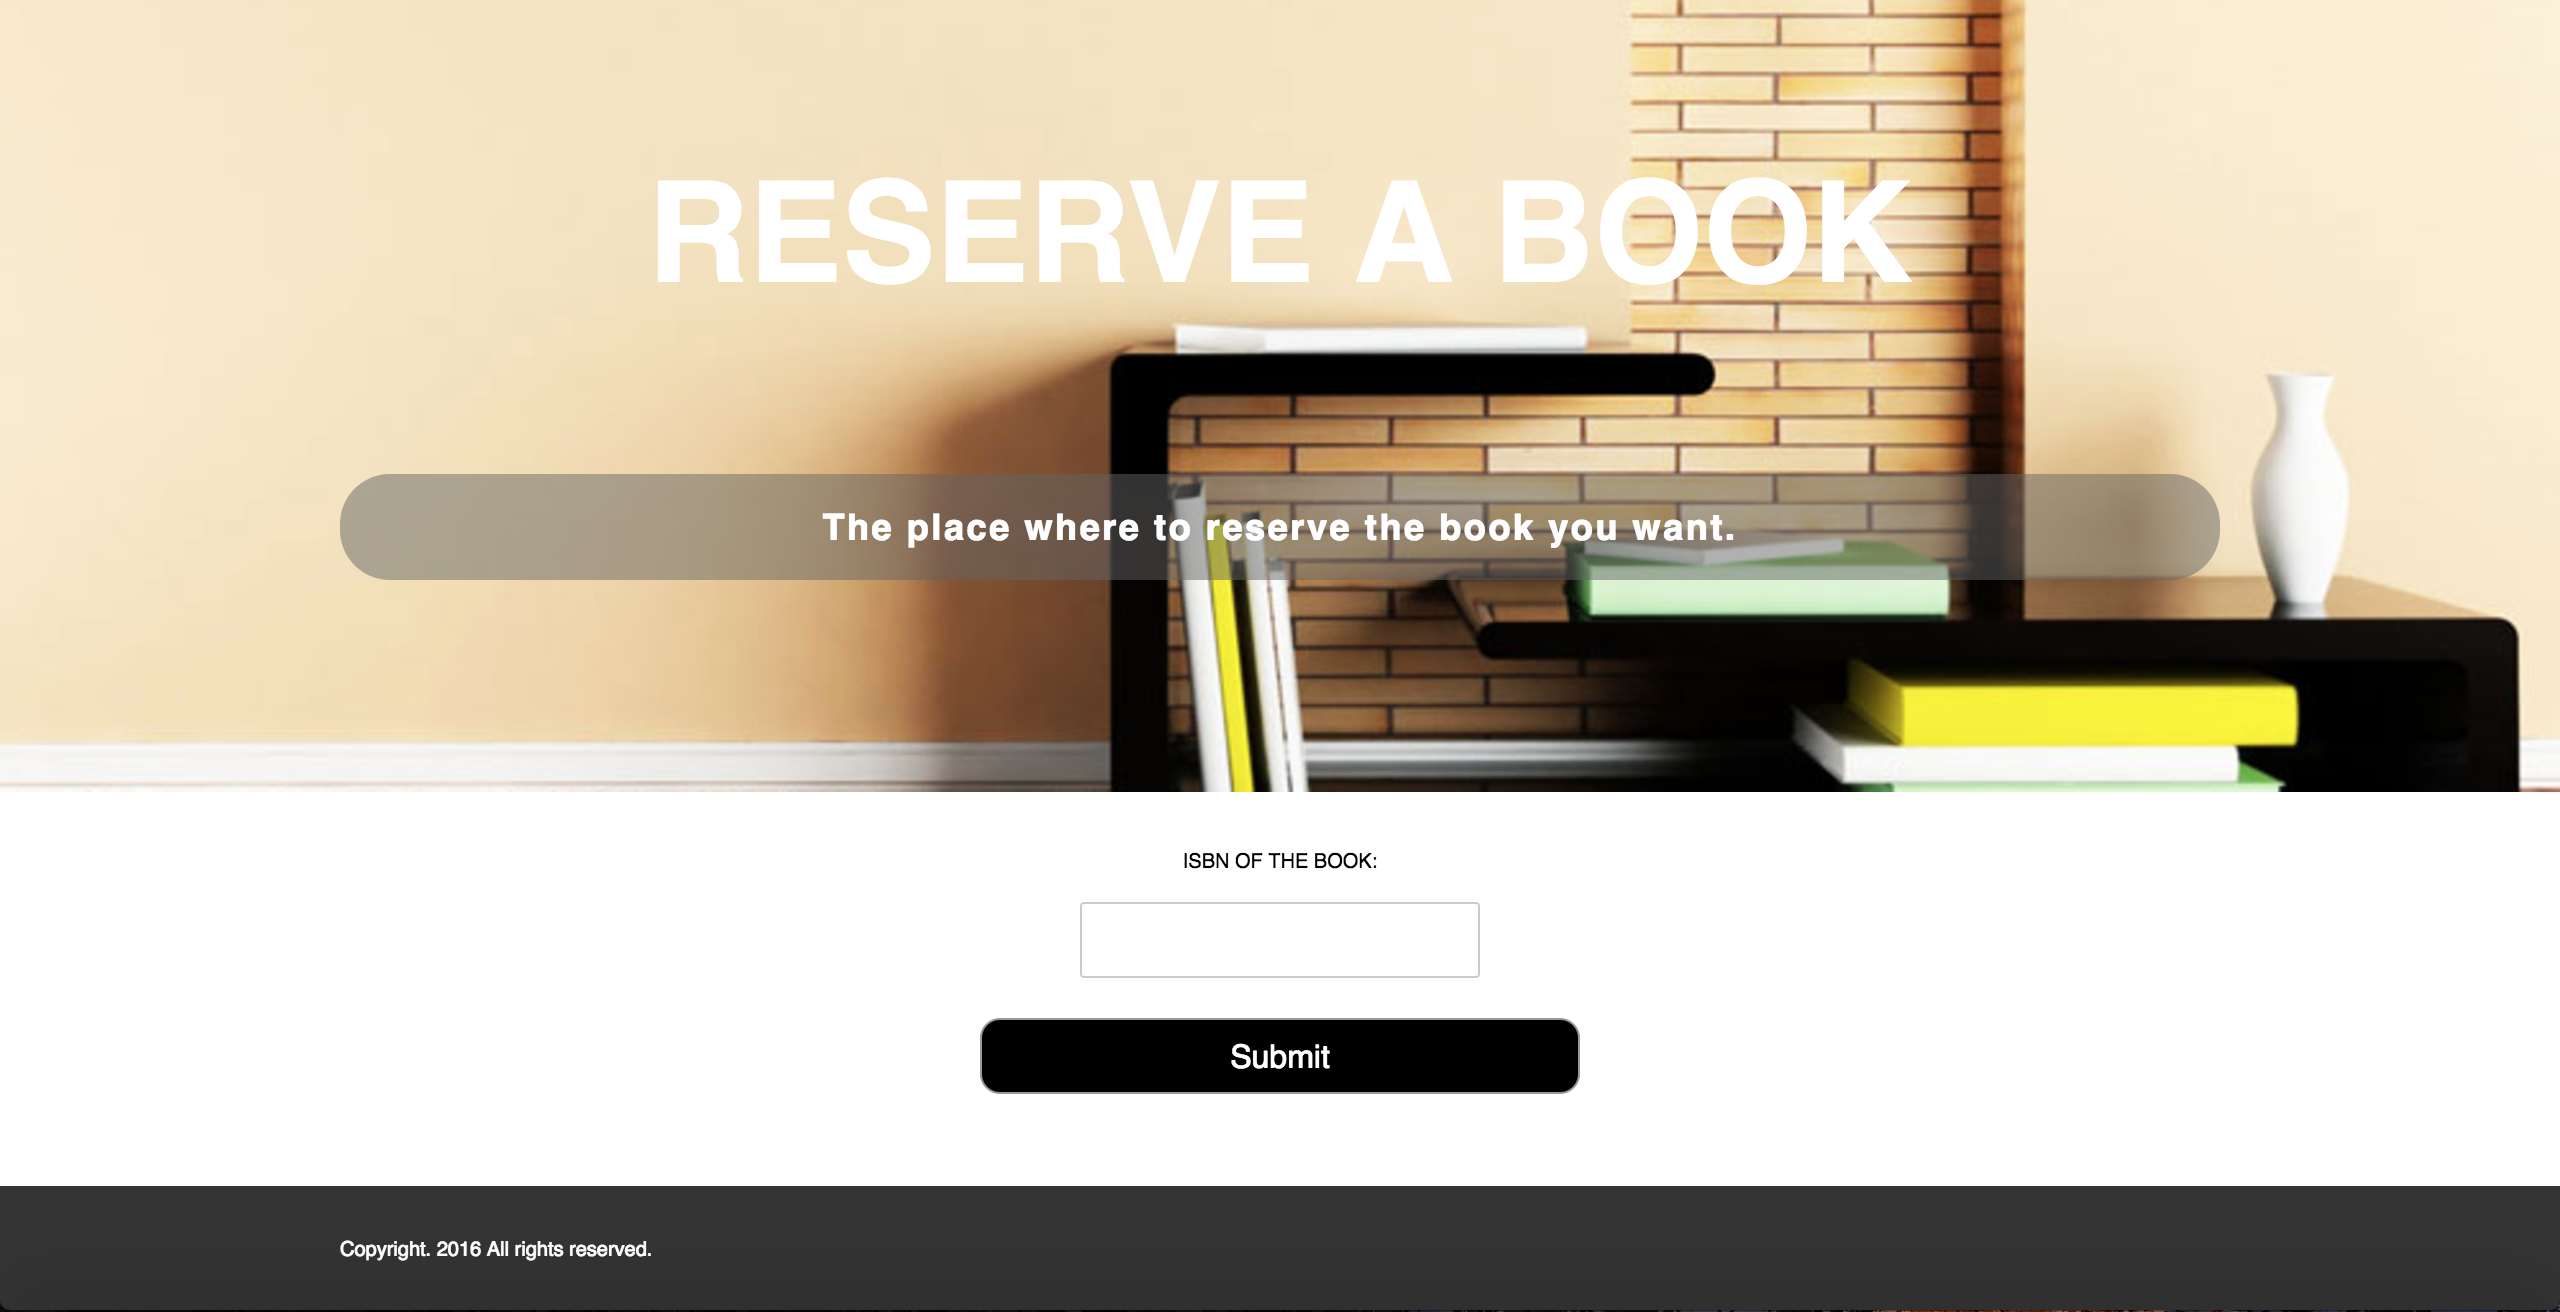 RESERVE A BOOK
The place where to reserve the book you want.
ISBN OF THE BOOK:
Submit
Copyright. 2016 All rights reserved.